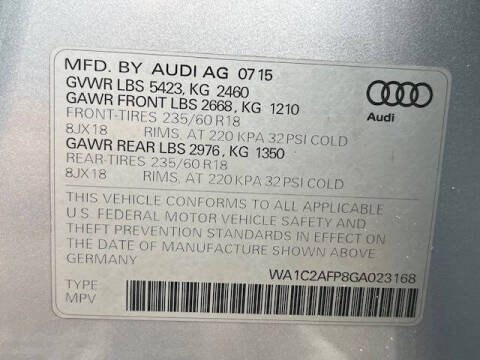 MFD. BY AUDI AG 07 15
GVWR LBS 5423, KG 2460
GAWR FRONT LBS 2668, KG 1210
FRONT-TIRES 235/60 R18
8JX18 RIMS, AT 220 KPA 32 PSI COLD
GAWR REAR LBS 2976, KG 1350
REAR-TIRES 235/60 R18
8JX18 RIMS, AT 220 KPA 32 PSI COLD
Audi
THIS VEHICLE CONFORMS TO ALL APPLICABLE
U.S. FEDERAL MOTOR VEHICLE SAFETY AND
THEFT PREVENTION STANDARDS IN EFFECT ON
THE DATE OF MANUFACTURE SHOWN ABOVE
GERMANY
WA1C2AFP8GA023168
TYPE
MPV